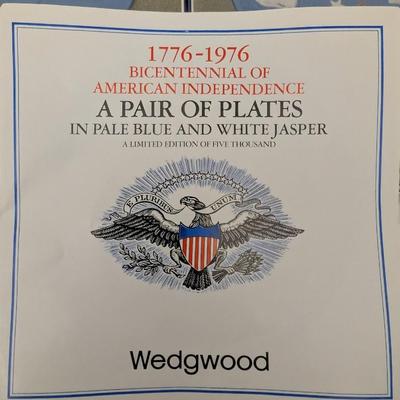 1776-1976
BICENTENNIAL OF
AMERICAN INDEPENDENCE
A PAIR OF PLATES
IN PALE BLUE AND WHITE JASPER
A LIMITED EDITION OF FIVE THOUSAND
E PLURIBUS UNUM
Wedgwood